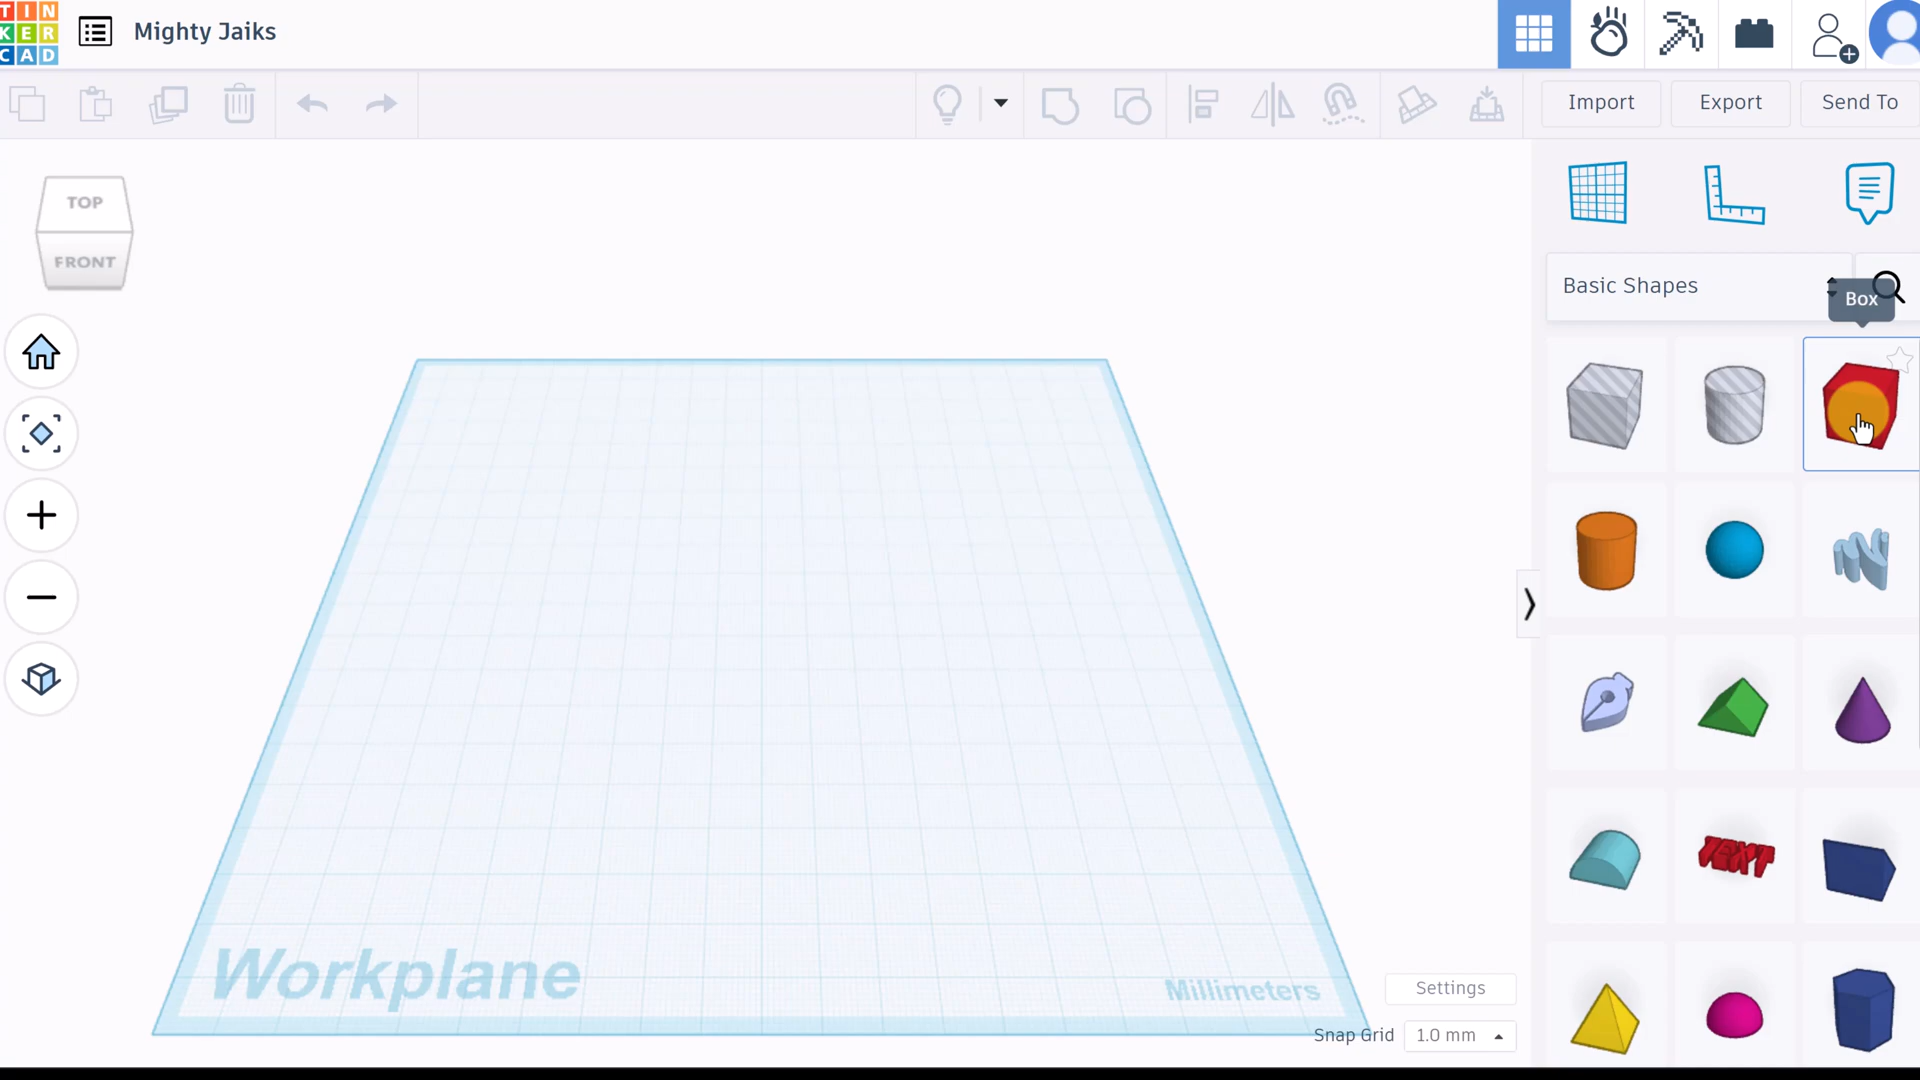 TIN
KER
CAD
Mighty Jaiks
Import
Export
Send To
TOP
FRONT
Basic Shapes
Box
TEXT
Workplane
Millimeters
Settings
Snap Grid
1.0 mm